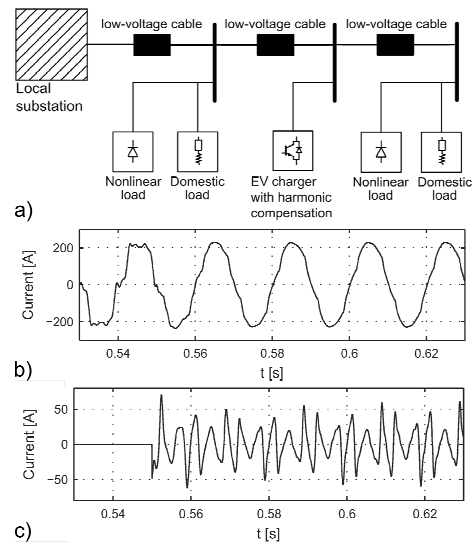 low-voltage cable low-voltage cable low-voltage cable
Local
substation
Nonlinear
load
Domestic
load
EV charger
with harmonic
compensation
Nonlinear
load
Domestic
load
a)
Current [A]
200
0
-200
0.54 0.56 0.58 0.6 0.62
t [s]
b)
Current [A]
50
0
-50
0.54 0.56 0.58 0.6 0.62
t [s]
c)